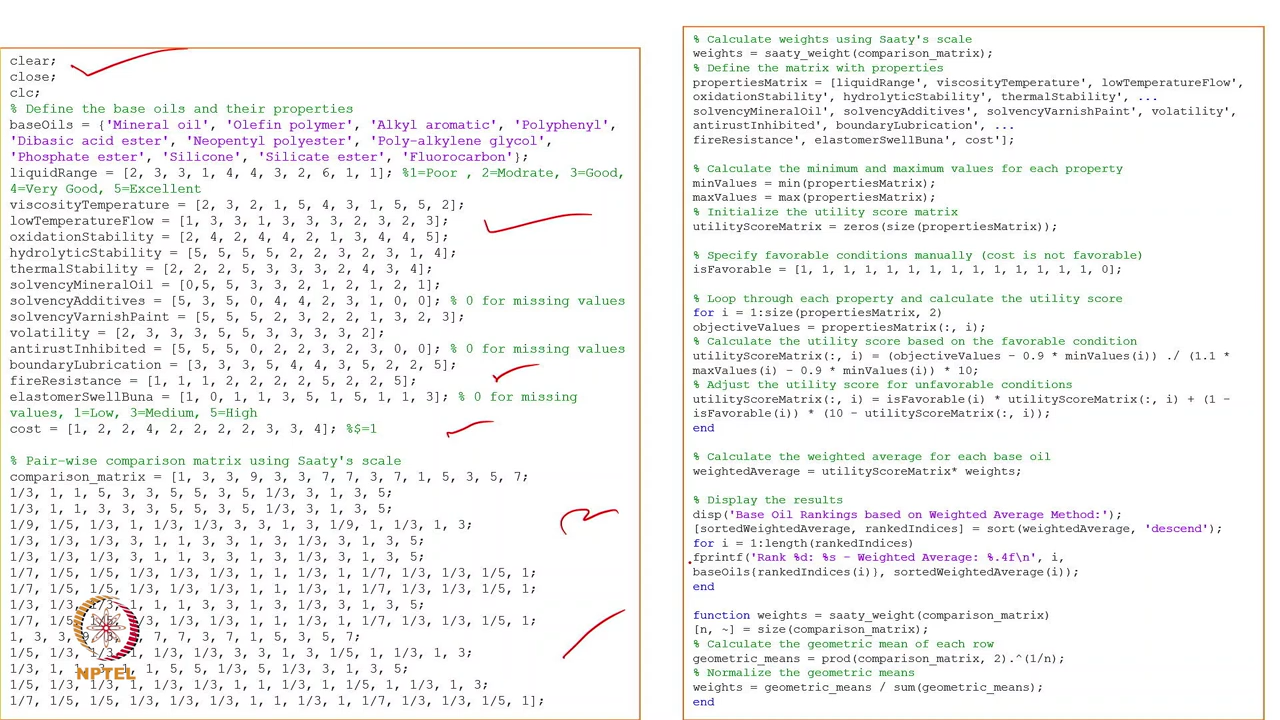 clear;
close;
clc;
% Define the base oils and their properties
baseOils = {'Mineral oil', 'Olefin polymer', 'Alkyl aromatic', 'Polyphenyl',
'Dibasic acid ester', 'Neopentyl polyester', 'Poly-alkylene glycol',
'Phosphate ester', 'Silicone', 'Silicate ester', 'Fluorocarbon'};
liquidRange = [2, 3, 3, 1, 4, 4, 3, 2, 6, 1, 1]; %1=Poor , 2=Modrate, 3=Good,
4=Very Good, 5=Excellent
viscosityTemperature = [2, 3, 2, 1, 5, 4, 3, 1, 5, 5, 2];
lowTemperatureFlow = [1, 3, 3, 1, 3, 3, 3, 2, 3, 2, 3];
oxidationStability = [2, 4, 2, 4, 4, 2, 1, 3, 4, 4, 5];
hydrolyticStability = [5, 5, 5, 5, 2, 2, 3, 2, 3, 1, 4];
thermalStability = [2, 2, 2, 5, 3, 3, 3, 2, 4, 3, 4];
solvencyMineralOil = [0,5, 5, 3, 3, 2, 1, 2, 1, 2, 1];
solvencyAdditives = [5, 3, 5, 0, 4, 4, 2, 3, 1, 0, 0]; % 0 for missing values
solvencyVarnishPaint = [5, 5, 5, 2, 3, 2, 2, 1, 3, 2, 3];
volatility = [2, 3, 3, 3, 5, 5, 3, 3, 3, 3, 2];
antirustInhibited = [5, 5, 5, 0, 2, 2, 3, 2, 3, 0, 0]; % 0 for missing values
boundaryLubrication = [3, 3, 3, 5, 4, 4, 3, 5, 2, 2, 5];
fireResistance = [1, 1, 1, 2, 2, 2, 2, 5, 2, 2, 5];
elastomerSwellBuna = [1, 0, 1, 1, 3, 5, 1, 5, 1, 1, 3]; % 0 for missing
values, 1=Low, 3=Medium, 5=High
cost = [1, 2, 2, 4, 2, 2, 2, 2, 3, 3, 4]; %$=1
% Pair-wise comparison matrix using Saaty's scale
comparison_matrix = [1, 3, 3, 9, 3, 3, 7, 7, 3, 7, 1, 5, 3, 5, 7;
1/3, 1, 1, 5, 3, 3, 5, 5, 3, 5, 1/3, 3, 1, 3, 5;
1/3, 1, 1, 3, 3, 3, 5, 5, 3, 5, 1/3, 3, 1, 3, 5;
1/9, 1/5, 1/3, 1, 1/3, 1/3, 3, 3, 1, 3, 1/9, 1, 1/3, 1, 3;
1/3, 1/3, 1/3, 3, 1, 1, 3, 3, 1, 3, 1/3, 3, 1, 3, 5;
1/3, 1/3, 1/3, 3, 1, 1, 3, 3, 1, 3, 1/3, 3, 1, 3, 5;
1/7, 1/5, 1/5, 1/3, 1/3, 1/3, 1, 1, 1/3, 1, 1/7, 1/3, 1/3, 1/5, 1;
1/7, 1/5, 1/5, 1/3, 1/3, 1/3, 1, 1, 1/3, 1, 1/7, 1/3, 1/3, 1/5, 1;
1/3, 1/3, 1/3, 1, 1, 1, 3, 3, 1, 3, 1/3, 3, 1, 3, 5;
1/7, 1/5, 1/5, 1/3, 1/3, 1/3, 1, 1, 1/3, 1, 1/7, 1/3, 1/3, 1/5, 1;
1, 3, 3, 9, 7, 7, 3, 7, 1, 5, 3, 5, 7;
1/5, 1/3, 1/3, 1, 1/3, 1/3, 3, 3, 1, 3, 1/5, 1, 1/3, 1, 3;
1/3, 1, 1, 3, 1, 1, 5, 5, 1/3, 5, 1/3, 3, 1, 3, 5;
1/5, 1/3, 1/3, 1, 1/3, 1/3, 1, 1, 1/3, 1, 1/5, 1, 1/3, 1, 3;
1/7, 1/5, 1/5, 1/3, 1/3, 1/3, 1, 1, 1/3, 1, 1/7, 1/3, 1/3, 1/5, 1];
NPTEL
% Calculate weights using Saaty's scale
weights = saaty_weight(comparison_matrix);
% Define the matrix with properties
propertiesMatrix = [liquidRange', viscosityTemperature', lowTemperatureFlow',
oxidationStability', hydrolyticStability', thermalStability', ...
solvencyMineralOil', solvencyAdditives', solvencyVarnishPaint', volatility',
antirustInhibited', boundaryLubrication', ...
fireResistance', elastomerSwellBuna', cost'];
% Calculate the minimum and maximum values for each property
minValues = min(propertiesMatrix);
maxValues = max(propertiesMatrix);
% Initialize the utility score matrix
utilityScoreMatrix = zeros(size(propertiesMatrix));
% Specify favorable conditions manually (cost is not favorable)
isFavorable = [1, 1, 1, 1, 1, 1, 1, 1, 1, 1, 1, 1, 1, 1, 0];
% Loop through each property and calculate the utility score
for i = 1:size(propertiesMatrix, 2)
objectiveValues = propertiesMatrix(:, i);
% Calculate the utility score based on the favorable condition
utilityScoreMatrix(:, i) = (objectiveValues - 0.9 * minValues(i)) ./ (1.1 *
maxValues(i) - 0.9 * minValues(i)) * 10;
% Adjust the utility score for unfavorable conditions
utilityScoreMatrix(:, i) = isFavorable(i) * utilityScoreMatrix(:, i) + (1 -
isFavorable(i)) * (10 - utilityScoreMatrix(:, i));
end
% Calculate the weighted average for each base oil
weightedAverage = utilityScoreMatrix* weights;
% Display the results
disp('Base Oil Rankings based on Weighted Average Method:');
[sortedWeightedAverage, rankedIndices] = sort(weightedAverage, 'descend');
for i = 1:length(rankedIndices)
fprintf('Rank %d: %s - Weighted Average: %.4f\n', i,
baseOils{rankedIndices(i)}, sortedWeightedAverage(i));
end
function weights = saaty_weight(comparison_matrix)
[n, ~] = size(comparison_matrix);
% Calculate the geometric mean of each row
geometric_means = prod(comparison_matrix, 2).^(1/n);
% Normalize the geometric means
weights = geometric_means / sum(geometric_means);
end